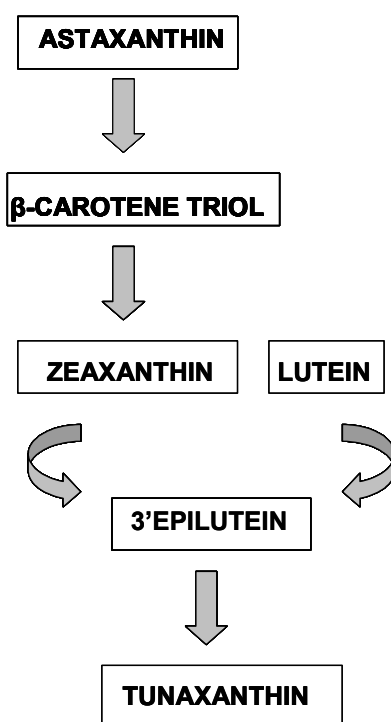 ASTAXANTHIN
β-CAROTENE TRIOL
ZEAXANTHIN LUTEIN
3’EPILUTEIN
TUNAXANTHIN